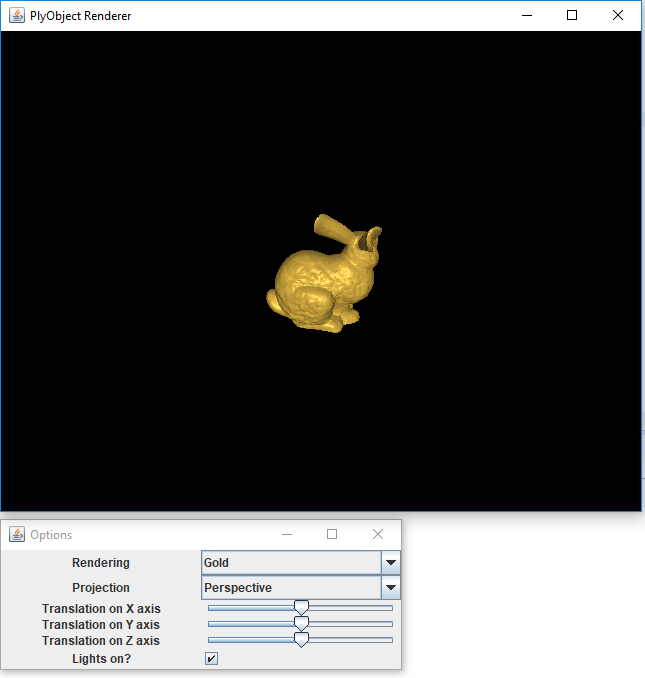 PlyObject Renderer
Options
Rendering Gold
Projection Perspective
Translation on X axis
Translation on Y axis
Translation on Z axis
Lights on?